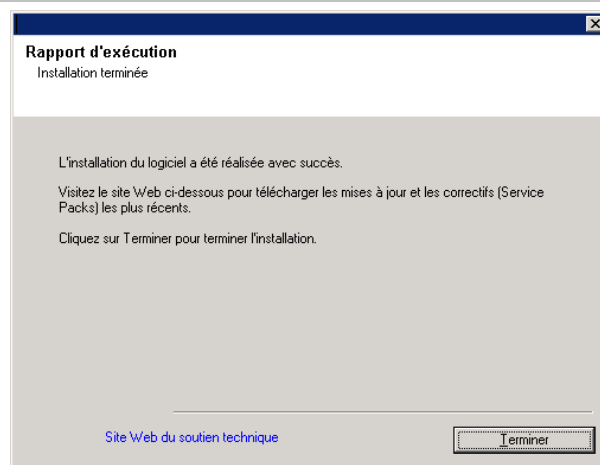 Rapport d'exécution
Installation terminée
L'installation du logiciel a été réalisée avec succès.
Visitez le site Web ci-dessous pour télécharger les mises à jour et les correctifs (Service
Packs) les plus récents.
Cliquez sur Terminer pour terminer l'installation.
Site Web du soutien technique
Terminer